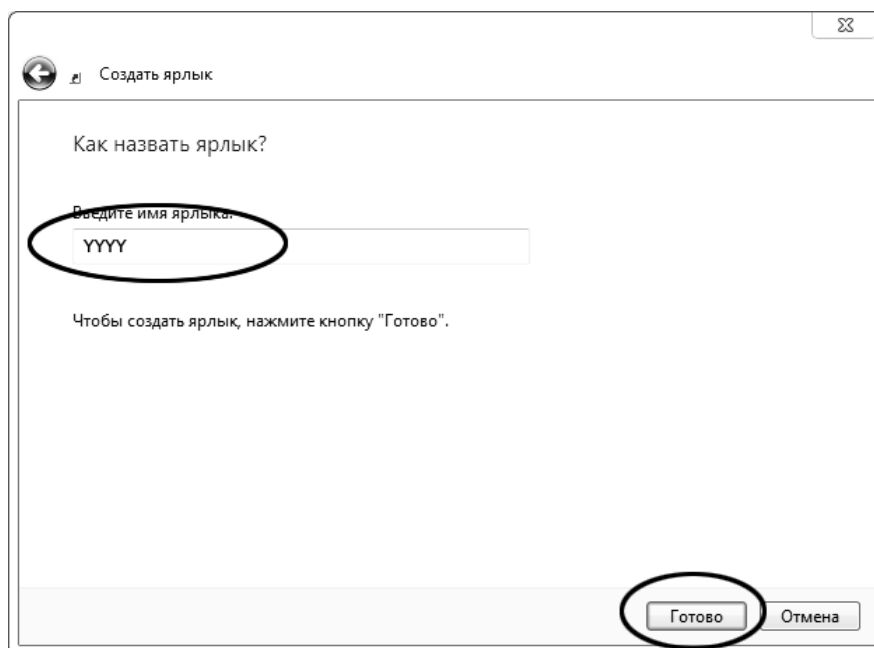 Создать ярлык
Как назвать ярлык?
Введите имя ярлыка:
YYYY
Чтобы создать ярлык, нажмите кнопку "Готово".
Готово
Отмена